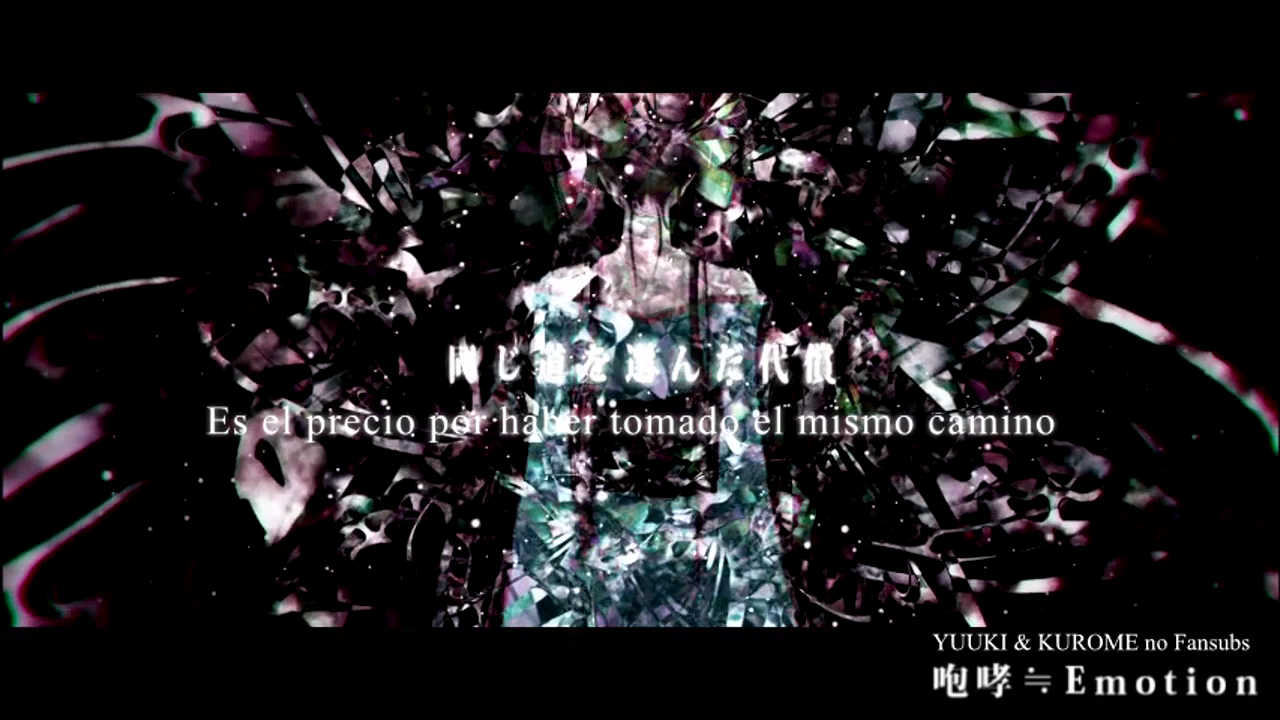 同じ道を選んだ代償
Es el precio por haber tomado el mismo camino
YUUKI & KUROME no Fansubs
咆哮≒Emotion